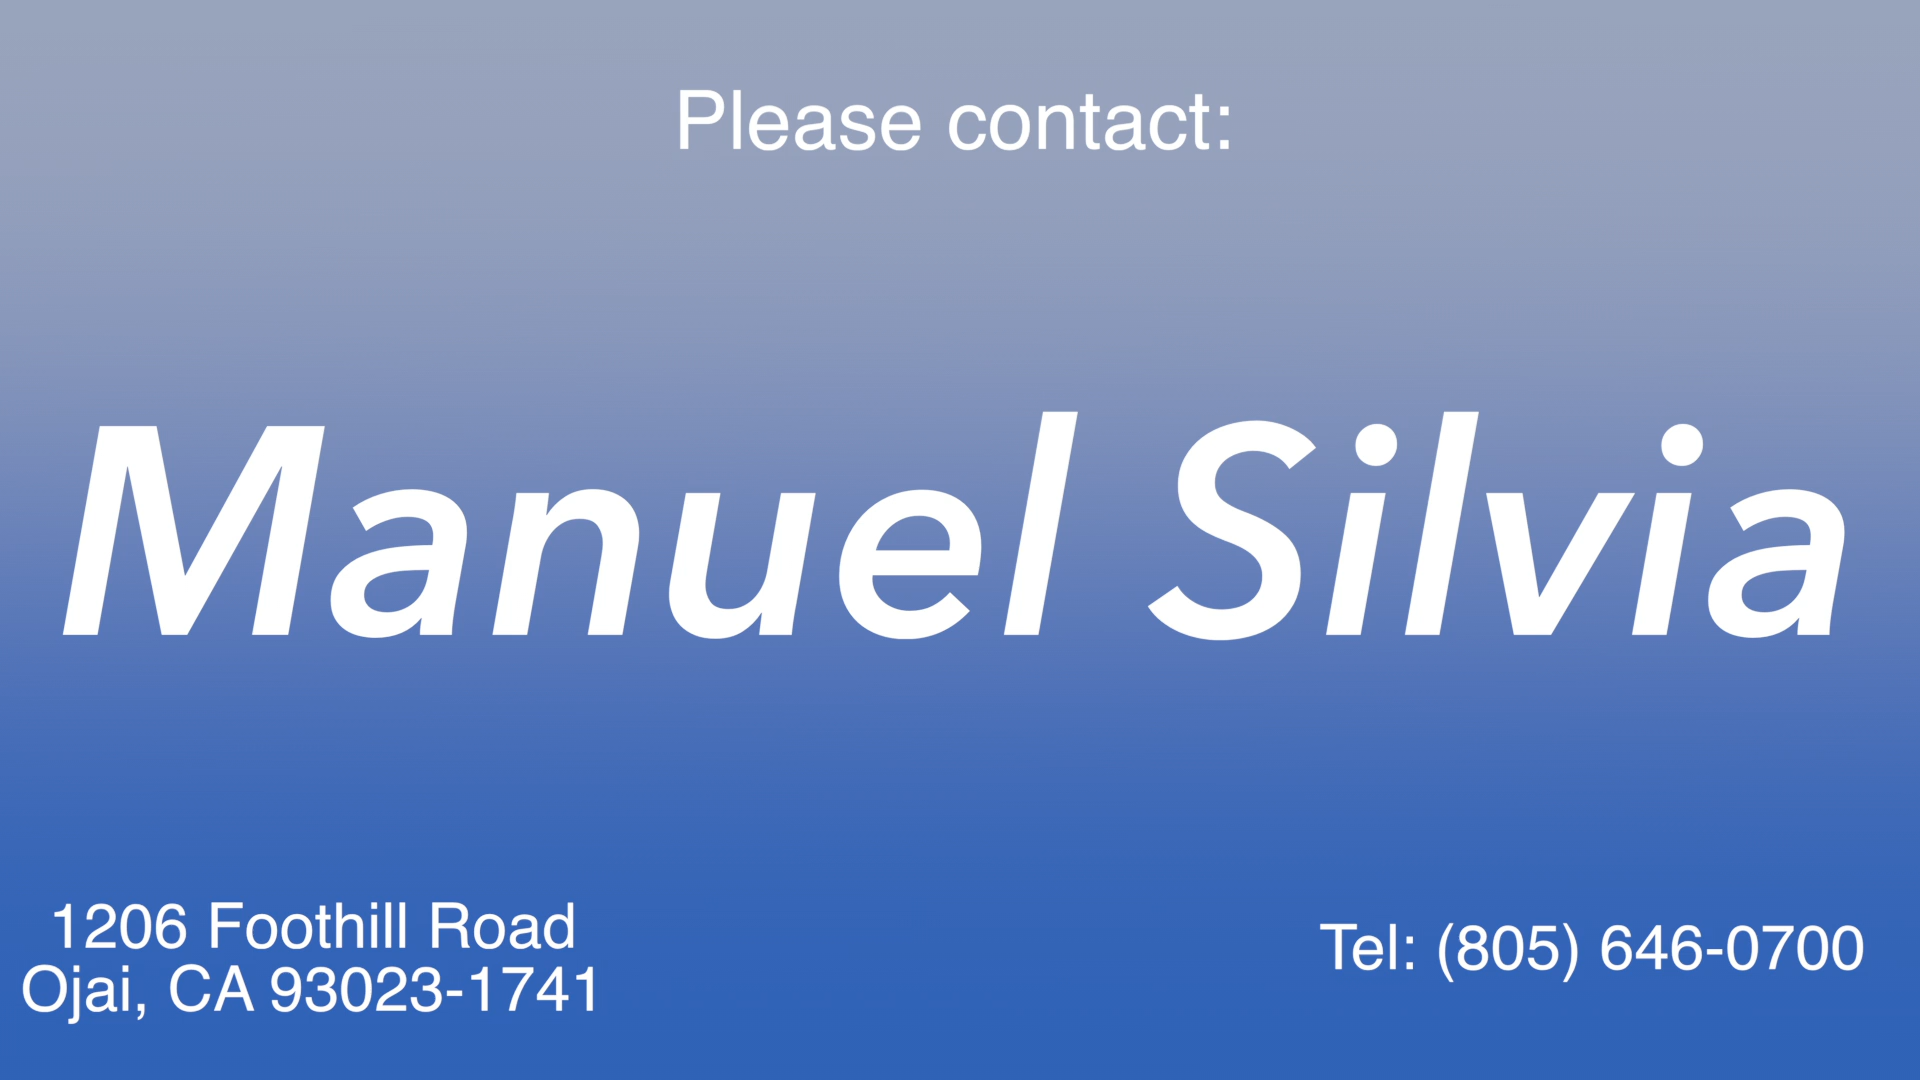 Please contact:
Manuel Silvia
1206 Foothill Road
Ojai, CA 93023-1741
Tel: (805) 646-0700